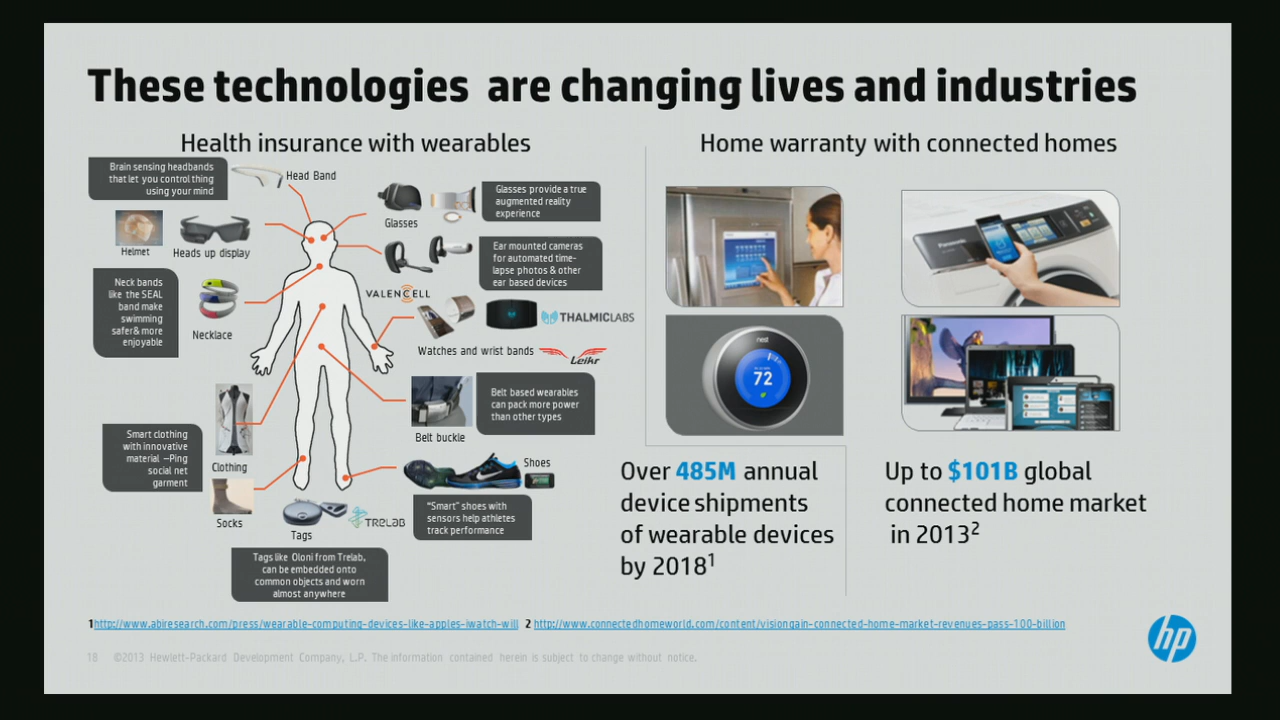 These technologies are changing lives and industries
Health insurance with wearables
Brain sensing headbands
that let you control thing
using your mind
Head Band
Helmet
Heads up display
Glasses
Glasses provide a true
augmented reality
experience
Ear mounted cameras
for automated time-
lapse photos & other
ear based devices
Neck bands
like the SEAL
band make
swimming
safer& more
enjoyable
Necklace
VALENCELL
THALMICLABS
Watches and wrist bands
Leikr
Belt based wearables
can pack more power
than other types
Belt buckle
Smart clothing
with innovative
material –Ping
social net
garment
Clothing
Socks
Shoes
"Smart" shoes with
sensors help athletes
track performance
Tags
TRELAB
Tags like Oloni from Trelab,
can be embedded onto
common objects and worn
almost anywhere
Home warranty with connected homes
Panasonic
nest
72
Over 485M annual
device shipments
of wearable devices
by 2018¹
Up to $101B global
connected home market
in 2013²
1 http://www.abiresearch.com/press/wearable-computing-devices-like-apples-iwatch-will 2 http://www.connectedhomeworld.com/content/visiongain-connected-home-market-revenues-pass-100-billion
18 ©2013 Hewlett-Packard Development Company, L.P. The information contained herein is subject to change without notice.
hp